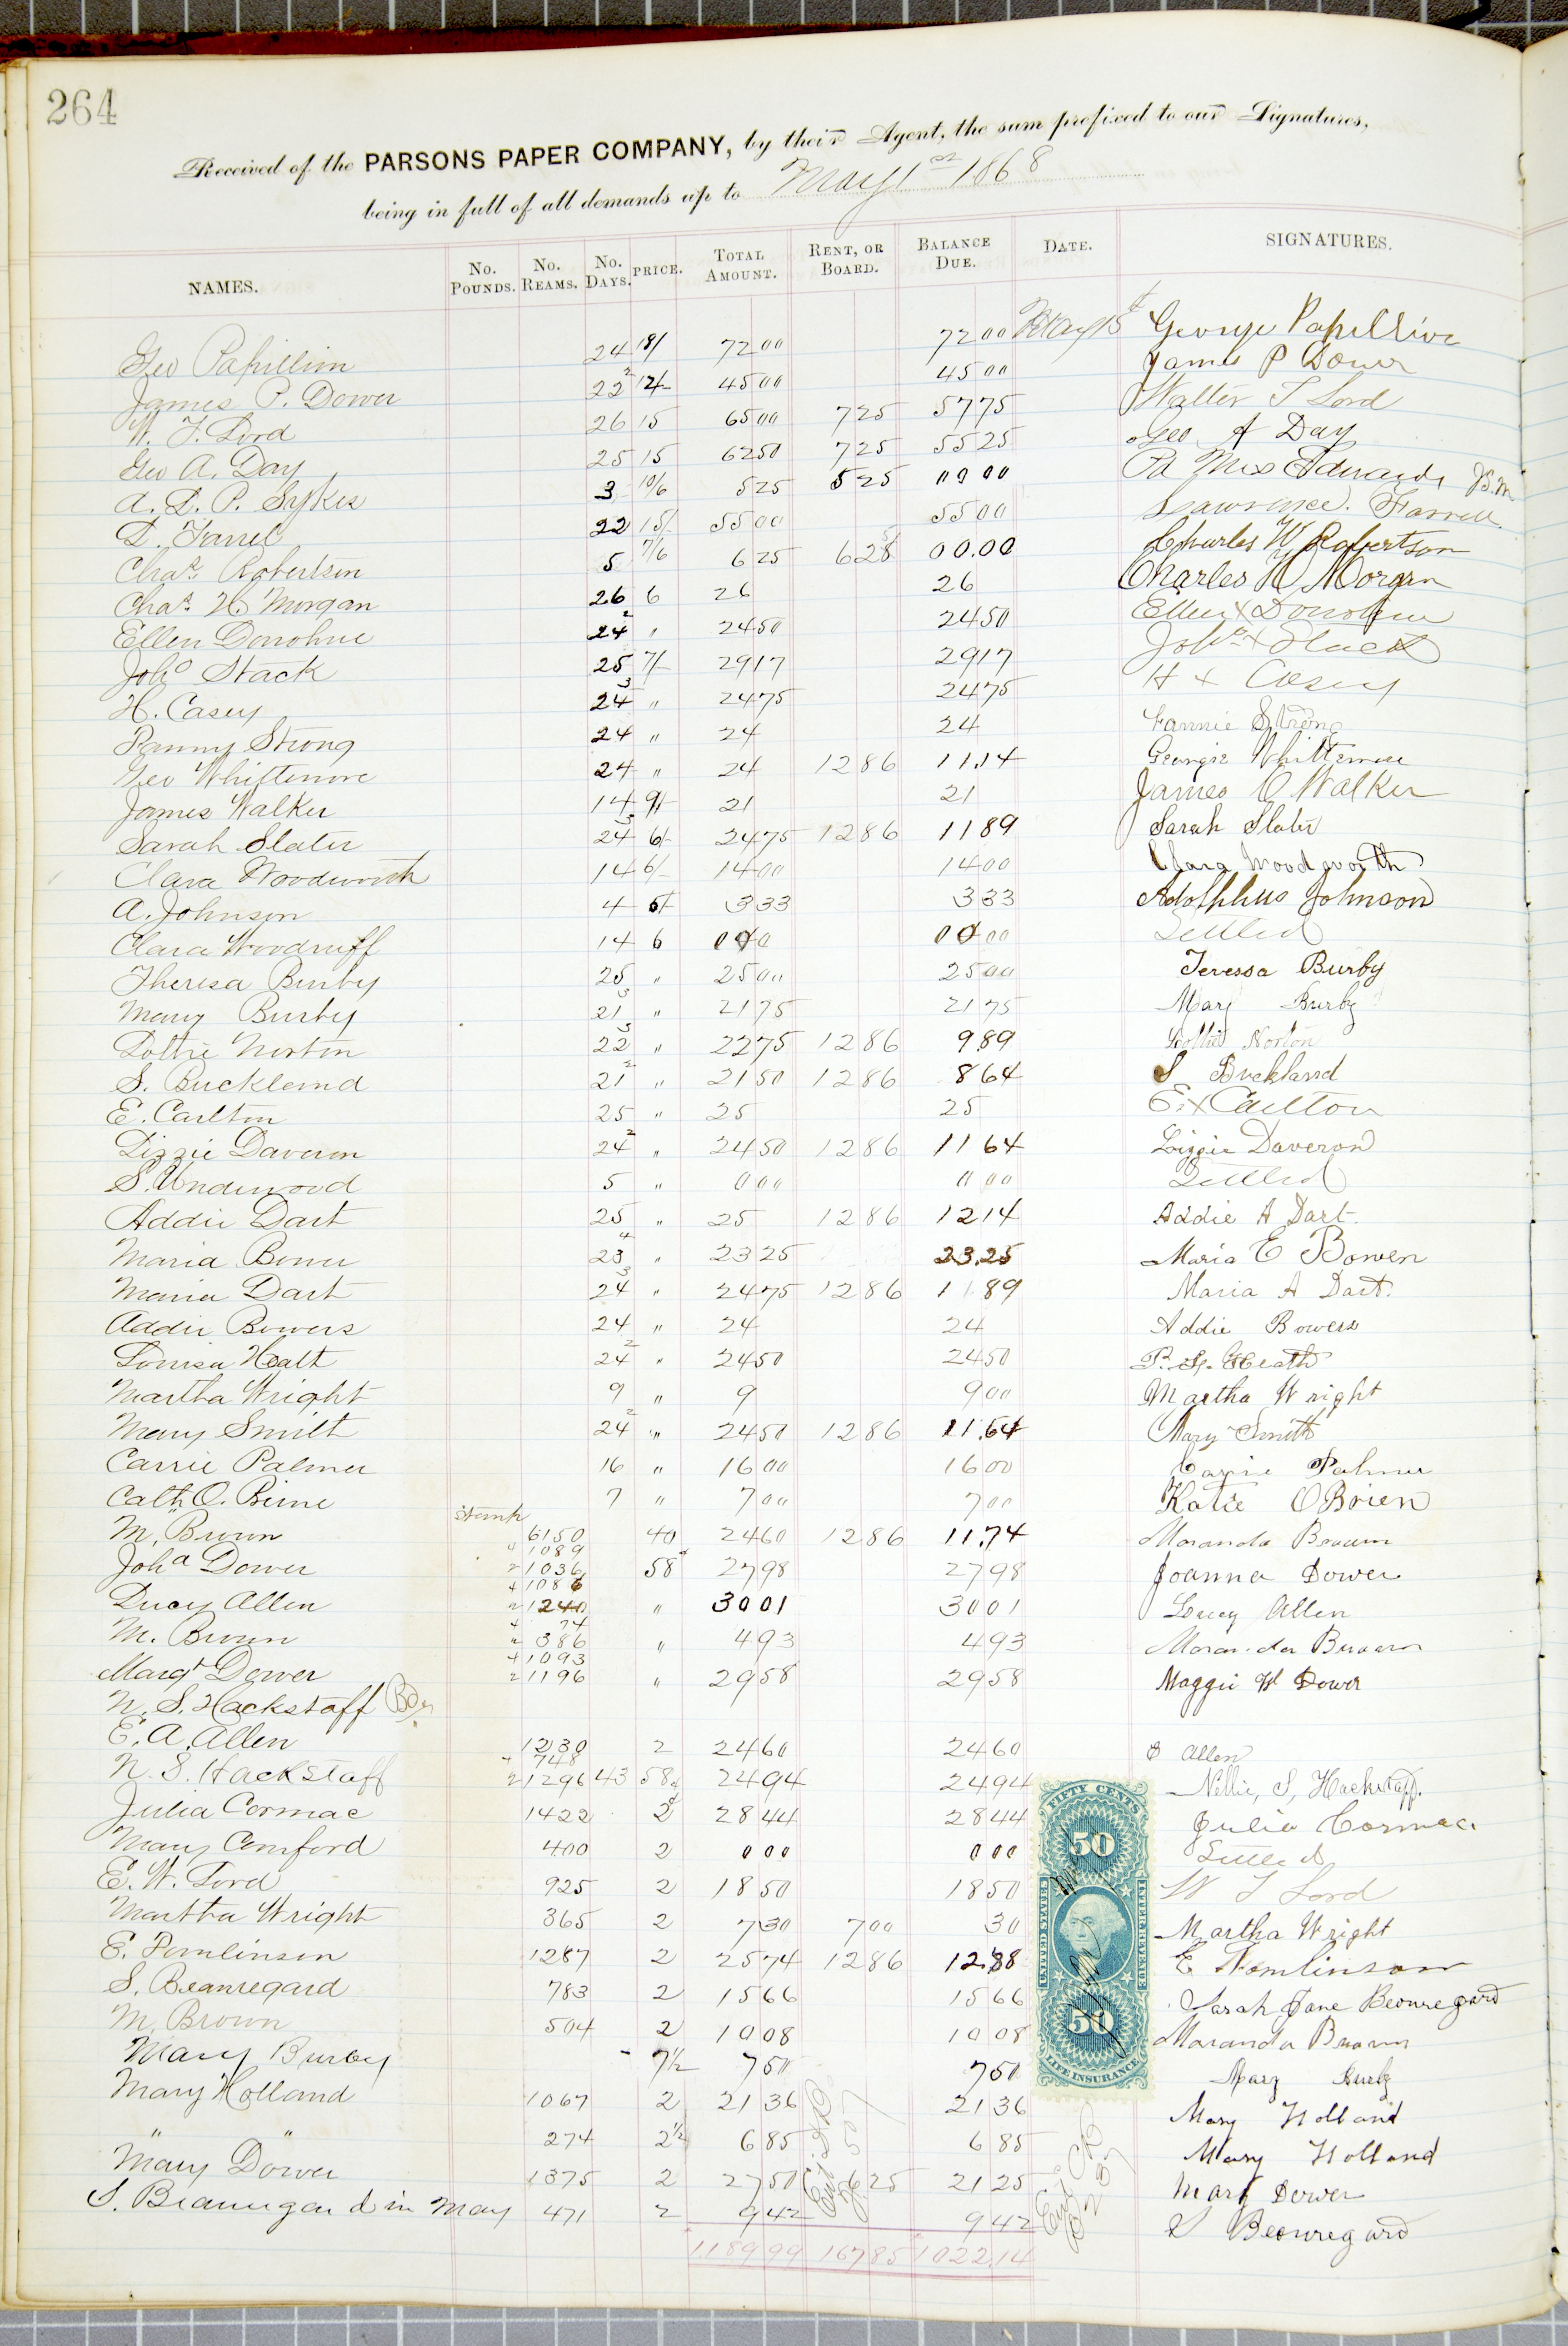 264
Received of the PARSONS PAPER COMPANY, by their Agent, the sum prefixed to our Signatures,
being in full of all demands up to May 1st 1868
NAMES. No. Pounds. No. Reams. No. Days. PRICE. Total Amount. Rent, or Board. Balance Due. Date. SIGNATURES.
Geo Papillion 24 18/ 72 00 72 00 May 15 George Papillion
James P. Dower 22 2 12/- 45 00 45 00 James P Dower
W. T. Lord 26 15 65 00 7 25 57 75 Walter T Lord
Geo A. Day 25 15 62 50 7 25 55 25 Geo A Day
A. D. P. Sykes 3 10/6 5 25 5 25 00 00 Pd Mrs Edwards
L. Farrel 22 15/- 55 00 55 00 Lawrence Farrell
Chas. Robertson 5 7/6 6 25 6 25 00.00 Charles W Robertson
Chas. H. Morgan 26 6 26 26 Charles H Morgan
Ellen Donohue 24 2 " 24 50 24 50 Ellen X Donohue
Joho Stack 25 7/- 29 17 29 17 Joho X Stack
H. Casey 24 3 " 24 75 24 75 H X Casey
Fanny Strong 24 " 24 24 Fannie Strong
Geo Whittemore 24 " 24 12 86 11.14 Georgie Whittemore
James Walker 14 9/- 21 21 James O Walker
Sarah Slater 24 3 6/- 24 75 12 86 11 89 Sarah Slater
Clara Woodworth 14 6/- 14 00 14 00 Clara Woodworth
A. Johnson 4 5/- 3 33 3 33 Adolphus Johnson
Clara Woodruff 14 6 0 00 00 00 Settled
Theresa Burby 25 " 25 00 25 00 Teressa Burby
Mary Burby 21 3 " 21 75 21 75 Mary Burby
Lottie Norton 22 3 " 22 75 12 86 9 89 Lottie Norton
S. Buckland 21 2 " 21 50 12 86 8 64 S Buckland
E. Carlton 25 " 25 25 E. X Carlton
Lizzie Daveron 24 2 " 24 50 12 86 11 64 Lizzie Daveron
S. Underwood 5 " 0 00 0 00 Settled
Addie Dart 25 " 25 12 86 12 14 Addie A Dart.
Maria Bowen 23 " 23 25 23.25 Maria E Bowen
Maria Dart 24 3 " 24 75 12 86 11 89 Maria A Dart.
Addie Bowers 24 " 24 24 Addie Bowers
Louisa Healt 24 2 " 24 50 24 50 Heath
Martha Wright 9 " 9 9 00 Martha Wright
Mary Smith 24 2 " 24 50 12 86 11.64 Mary Smith
Carrie Palmer 16 " 16 00 16 00 Carrie Palmer
Cath O. Brine 7 " 7 00 7 00 Katie OBrien
M. Brown stamp 6150 40 24 60 12 86 11.74 Maranda Brown
Joha Dower 4 1089 2 1036 58 27 98 27 98 Joanna Dower
Lucy Allen 4 1086 2 1240 " 30 01 30 01 Lucy Allen
M. Brown 4 74 2 386 " 4 93 4 93 Maranda Brown
Margt Dower 4 1093 2 1196 " 29 58 29 58 Maggie W Dower
N. S. Hackstaff
E. A. Allen 1230 2 24 60 24 60 Allen
N. S. Hackstaff 4 748 2 1296 43 58 24 94 24 94 Nellie, S, Hackstaff.
Julia Cormac 1422 2 28 44 28 44 Julia Cormac
Mary Comford 400 2 0 00 0 00 Settled
E. W. Lord 925 2 18 50 18 50 W T Lord
Martha Wright 365 2 7 30 7 00 30 Martha Wright
E. Tomlinson 1287 2 25 74 12 86 12.88 E Tomlinson
S. Beauregard 783 2 15 66 15 66 Sarah Jane Beauregard
M. Brown 504 2 10 08 10 08 Maranda Brown
Mary Burby 7½ 7 50 7 50 Mary Burby
Mary Holland 1067 2 21 36 21 36 Mary Holland
" " 274 2½ 6 85 6 85 Mary Holland
Mary Dower 1375 2 27 50 6 25 21 25 Mary Dower
S. Beauregard in May 471 2 9 42 9 42 S Beauregard
1189 99 167 85 1022 14
FIFTY CENTS
50
UNITED STATES
INTER. REVENUE
50
LIFE INSURANCE